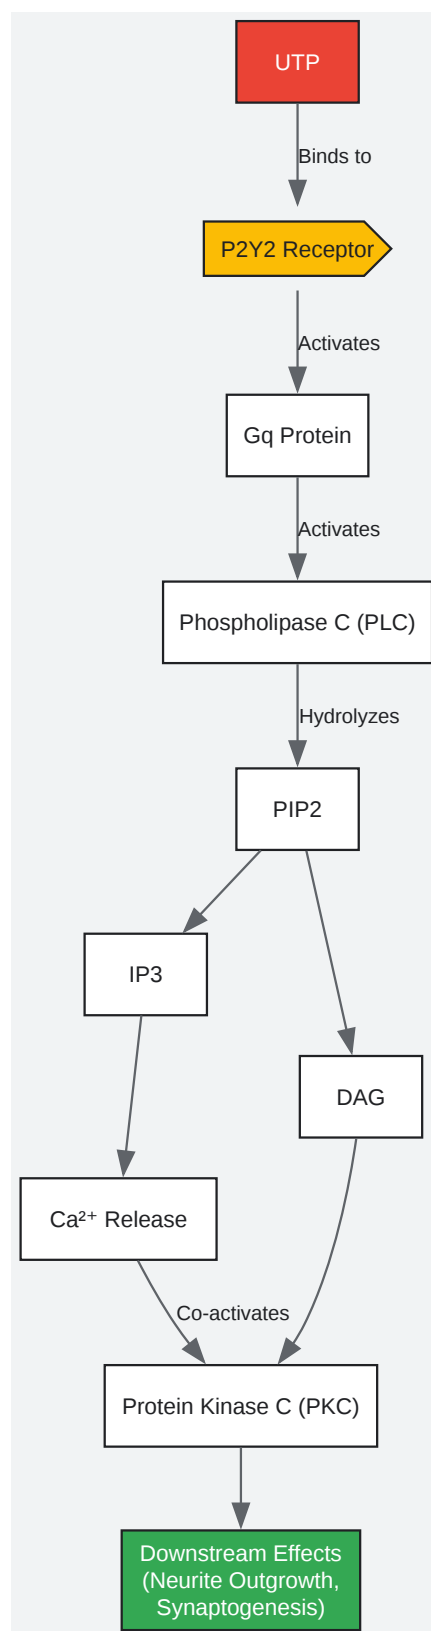 UTP
Binds to
P2Y2 Receptor
Activates
Gq Protein
Activates
Phospholipase C (PLC)
Hydrolyzes
PIP2
IP3
DAG
Ca²⁺ Release
Co-activates
Protein Kinase C (PKC)
Downstream Effects
(Neurite Outgrowth,
Synaptogenesis)